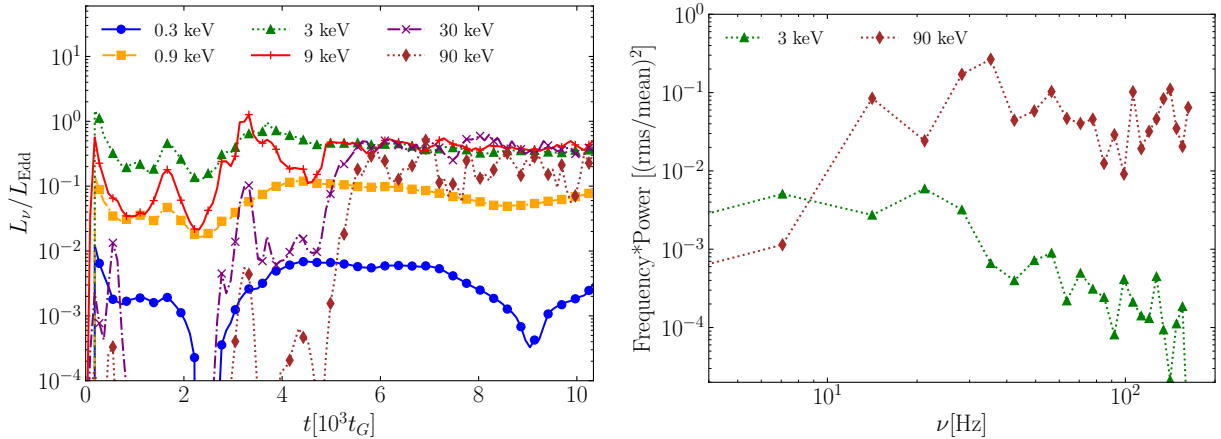 0.3 keV
0.9 keV
3 keV
9 keV
30 keV
90 keV
10^1
10^0
10^{-1}
10^{-2}
10^{-3}
10^{-4}
L_ν/L_Edd
0 2 4 6 8 10
t[10^3 t_G]
3 keV
90 keV
10^0
10^{-1}
10^{-2}
10^{-3}
10^{-4}
Frequency*Power [(rms/mean)^2]
10^1 10^2
ν[Hz]